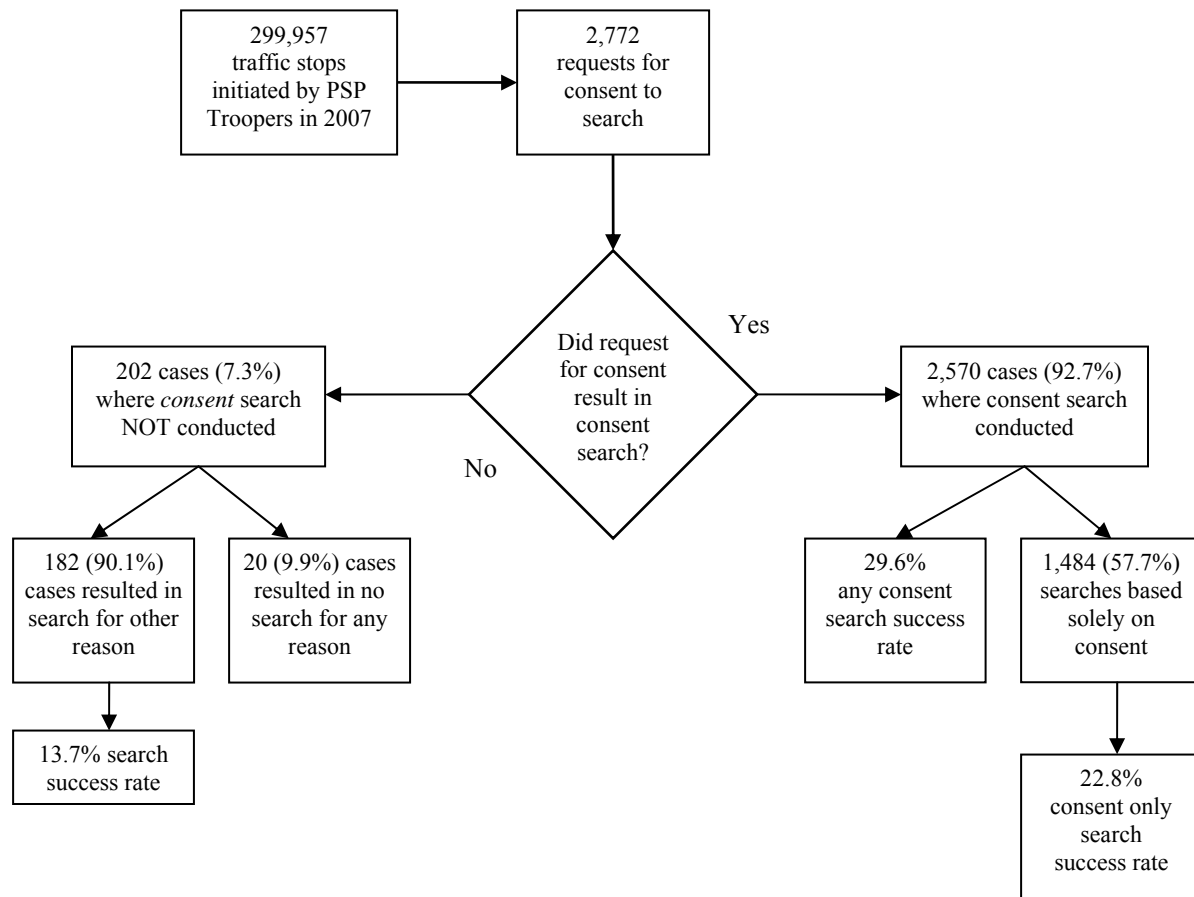 299,957
traffic stops
initiated by PSP
Troopers in 2007
2,772
requests for
consent to
search
Did request
for consent
result in
consent
search?
Yes
No
202 cases (7.3%)
where consent search
NOT conducted
2,570 cases (92.7%)
where consent search
conducted
182 (90.1%)
cases resulted in
search for other
reason
20 (9.9%) cases
resulted in no
search for any
reason
29.6%
any consent
search success
rate
1,484 (57.7%)
searches based
solely on
consent
13.7% search
success rate
22.8%
consent only
search
success rate